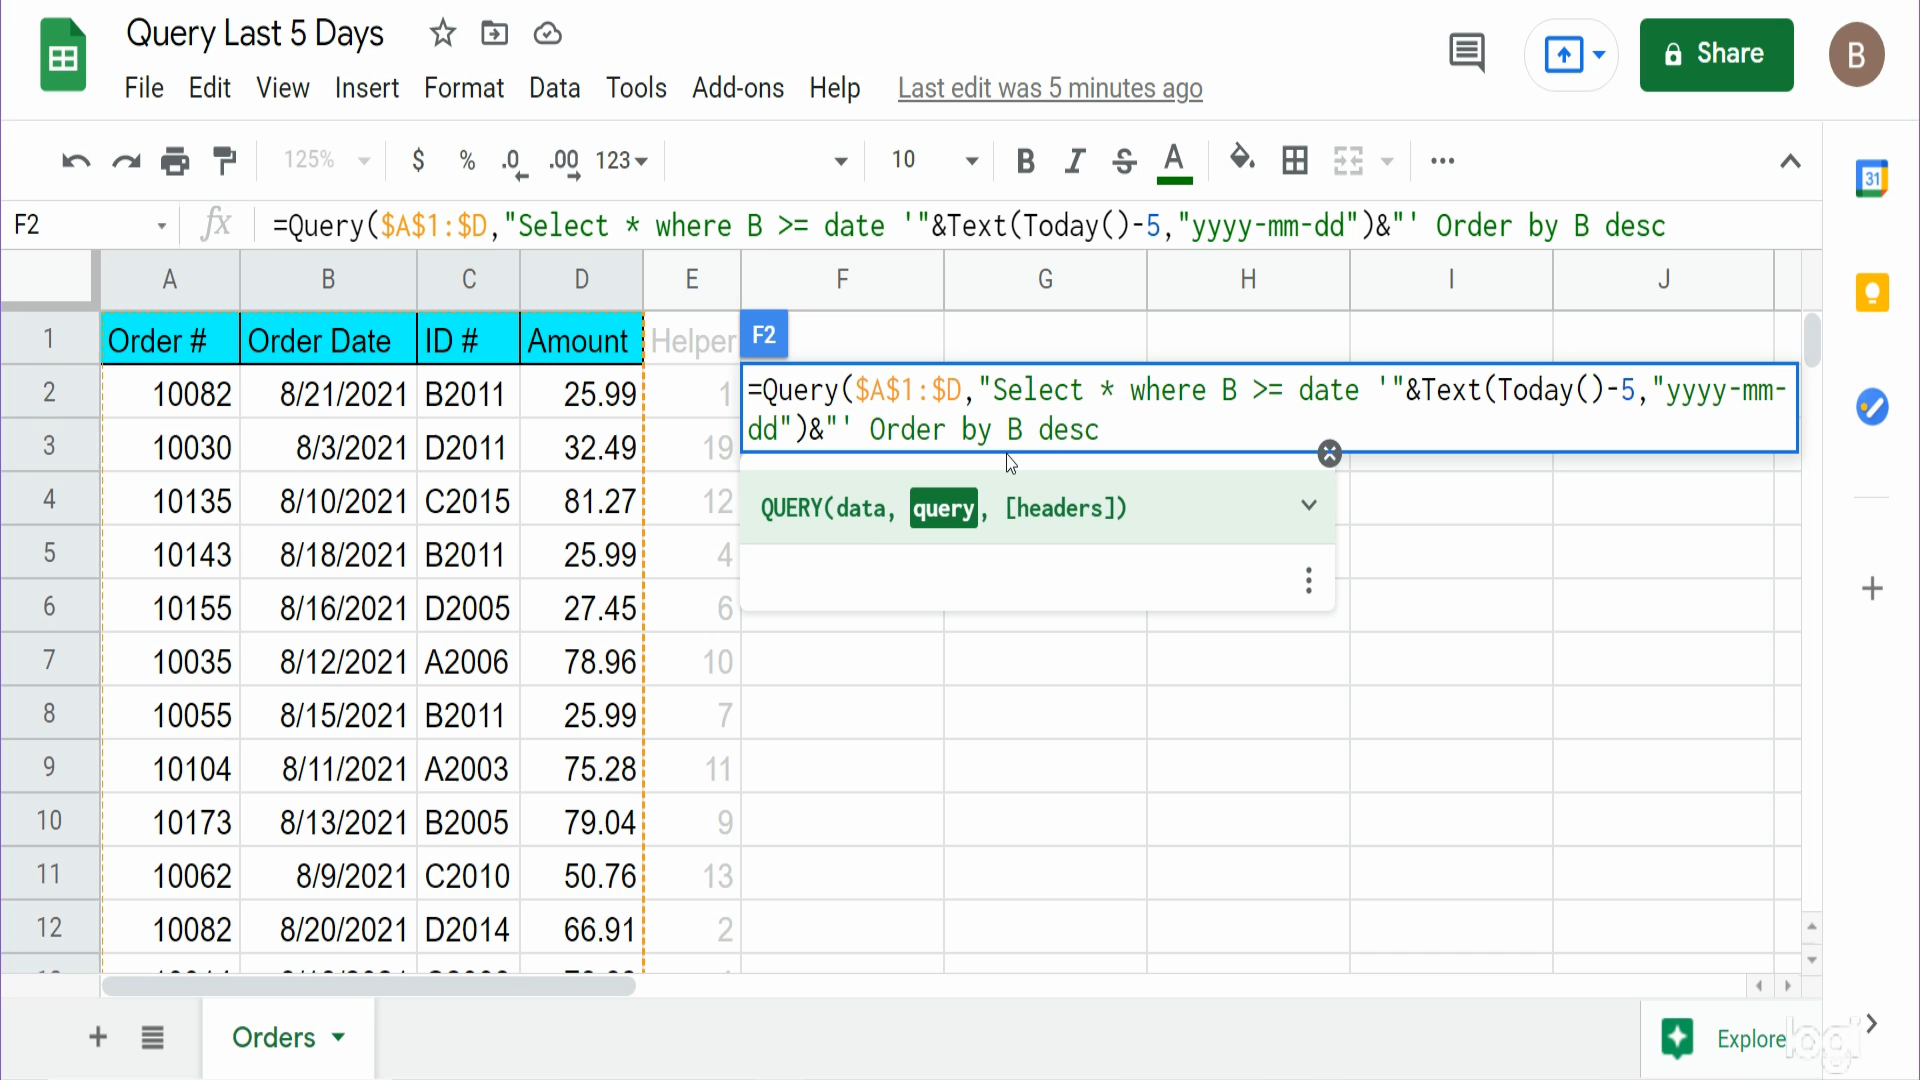 Query Last 5 Days
File Edit View Insert Format Data Tools Add-ons Help Last edit was 5 minutes ago
Share
B
125% $ % .0 .00 123 10 B I S A
31
F2 fx =Query($A$1:$D,"Select * where B >= date '"&Text(Today()-5,"yyyy-mm-dd")&"' Order by B desc
A B C D E F G H I J
1 Order # Order Date ID # Amount Helper F2
2 10082 8/21/2021 B2011 25.99 1 =Query($A$1:$D,"Select * where B >= date '"&Text(Today()-5,"yyyy-mm-
dd")&"' Order by B desc
3 10030 8/3/2021 D2011 32.49 19
4 10135 8/10/2021 C2015 81.27 12 QUERY(data, query, [headers])
5 10143 8/18/2021 B2011 25.99 4
6 10155 8/16/2021 D2005 27.45 6
7 10035 8/12/2021 A2006 78.96 10
8 10055 8/15/2021 B2011 25.99 7
9 10104 8/11/2021 A2003 75.28 11
10 10173 8/13/2021 B2005 79.04 9
11 10062 8/9/2021 C2010 50.76 13
12 10082 8/20/2021 D2014 66.91 2
Orders
Explore
logi